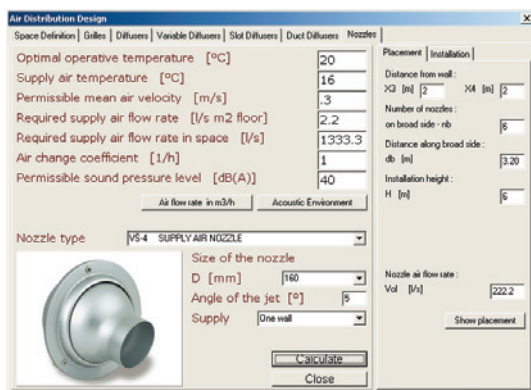 Air Distribution Design
Space Definition Grilles Diffusers Variable Diffusers Slot Diffusers Duct Diffusers Nozzles
Optimal operative temperature [ºC] 20
Supply air temperature [ºC] 16
Permissible mean air velocity [m/s] .3
Required supply air flow rate [l/s m2 floor] 2.2
Required supply air flow rate in space [l/s] 1333.3
Air change coefficient [1/h] 1
Permissible sound pressure level [dB(A)] 40
Air flow rate in m3/h Acoustic Environment
Nozzle type VŠ-4 SUPPLY AIR NOZZLE
Size of the nozzle
D [mm] 160
Angle of the jet [º] 5
Supply One wall
Calculate
Close
Placement Installation
Distance from wall :
X3 [m] 2 X4 [m] 2
Number of nozzles :
on broad side - nb 6
Distance along broad side :
db [m] 3.20
Installation height :
H [m] 6
Nozzle air flow rate :
Vol [l/s] 222.2
Show placement